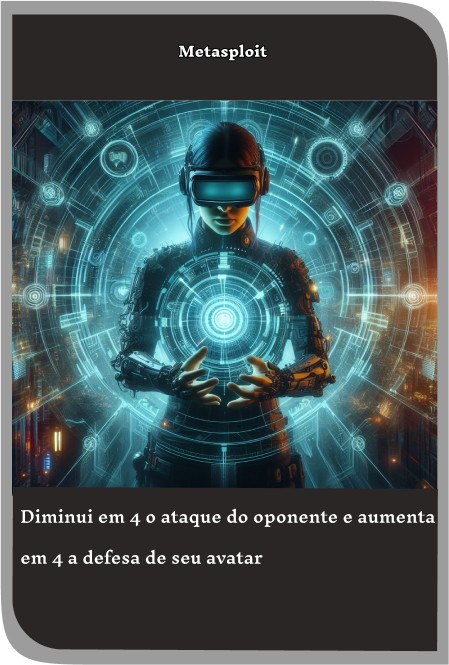 Metasploit
Diminui em 4 o ataque do oponente e aumenta
em 4 a defesa de seu avatar